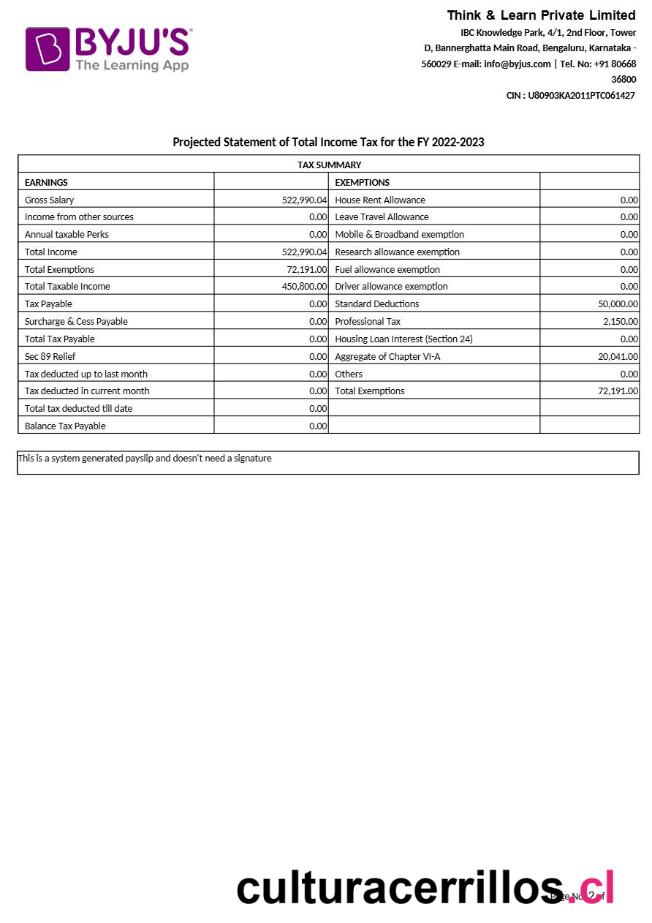 BYJU'S
The Learning App
Think & Learn Private Limited
IBC Knowledge Park, 4/1, 2nd Floor, Tower
D, Bannerghatta Main Road, Bengaluru, Karnataka -
560029 E-mail: info@byjus.com | Tel. No: +91 80668
36800
CIN : U80903KA2011PTC061427
Projected Statement of Total Income Tax for the FY 2022-2023
TAX SUMMARY
EARNINGS EXEMPTIONS
Gross Salary 522,990.04 House Rent Allowance 0.00
Income from other sources 0.00 Leave Travel Allowance 0.00
Annual taxable Perks 0.00 Mobile & Broadband exemption 0.00
Total Income 522,990.04 Research allowance exemption 0.00
Total Exemptions 72,191.00 Fuel allowance exemption 0.00
Total Taxable Income 450,800.00 Driver allowance exemption 0.00
Tax Payable 0.00 Standard Deductions 50,000.00
Surcharge & Cess Payable 0.00 Professional Tax 2,150.00
Total Tax Payable 0.00 Housing Loan Interest (Section 24) 0.00
Sec 89 Relief 0.00 Aggregate of Chapter VI-A 20,041.00
Tax deducted up to last month 0.00 Others 0.00
Tax deducted in current month 0.00 Total Exemptions 72,191.00
Total tax deducted till date 0.00
Balance Tax Payable 0.00
This is a system generated payslip and doesn't need a signature
culturacerrillos.cl